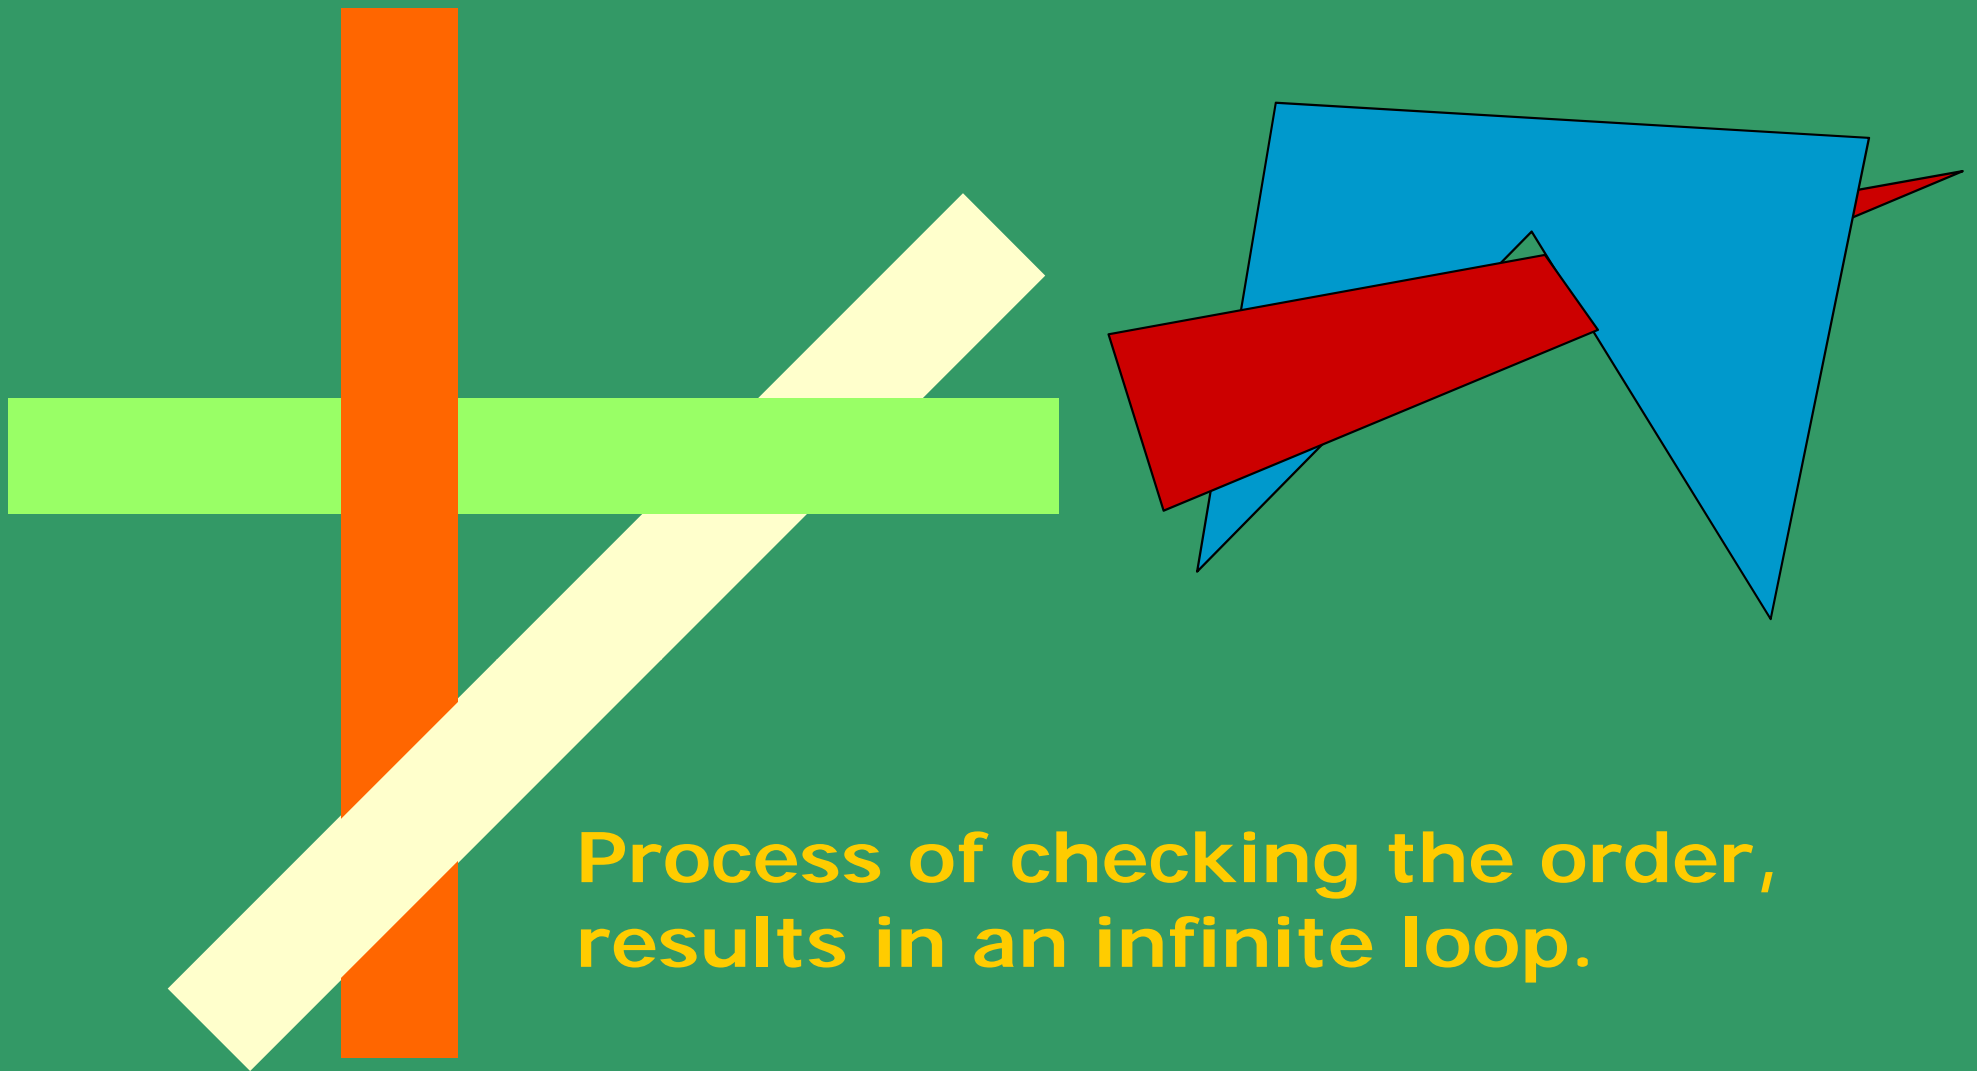 Process of checking the order,
results in an infinite loop.